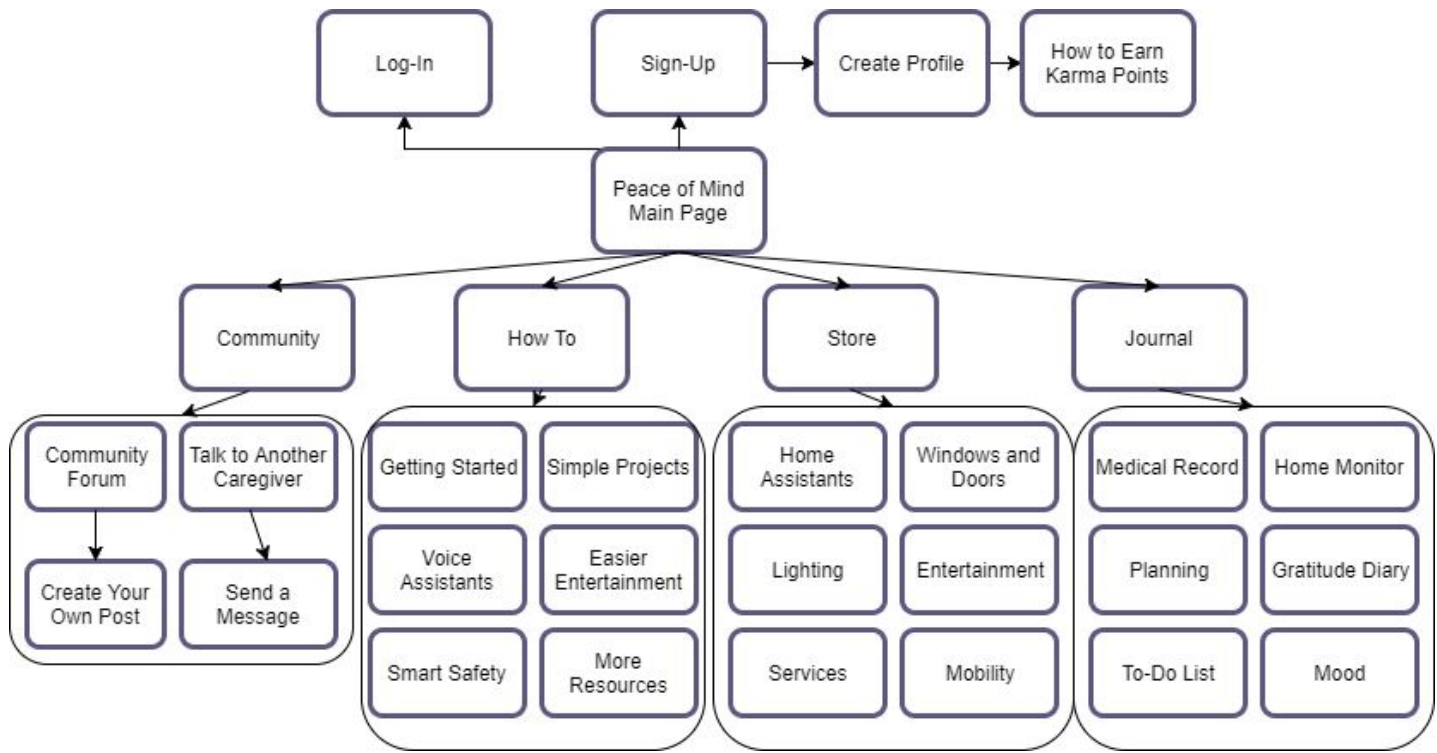 Log-In
Sign-Up
Create Profile
How to Earn
Karma Points
Peace of Mind
Main Page
Community
How To
Store
Journal
Community
Forum
Talk to Another
Caregiver
Create Your
Own Post
Send a
Message
Getting Started
Simple Projects
Voice
Assistants
Easier
Entertainment
Smart Safety
More
Resources
Home
Assistants
Windows and
Doors
Lighting
Entertainment
Services
Mobility
Medical Record
Home Monitor
Planning
Gratitude Diary
To-Do List
Mood